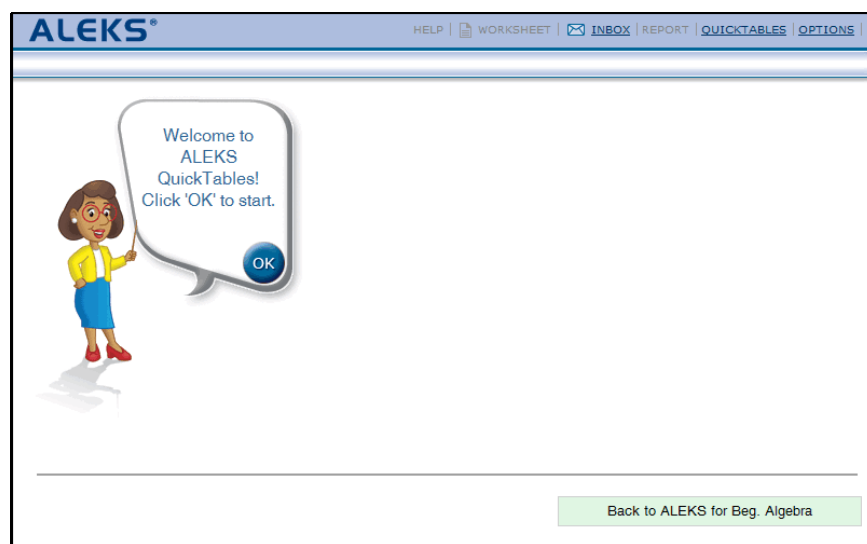 ALEKS®
HELP | WORKSHEET | INBOX | REPORT | QUICKTABLES | OPTIONS |
Welcome to
ALEKS
QuickTables!
Click 'OK' to start.
OK
Back to ALEKS for Beg. Algebra